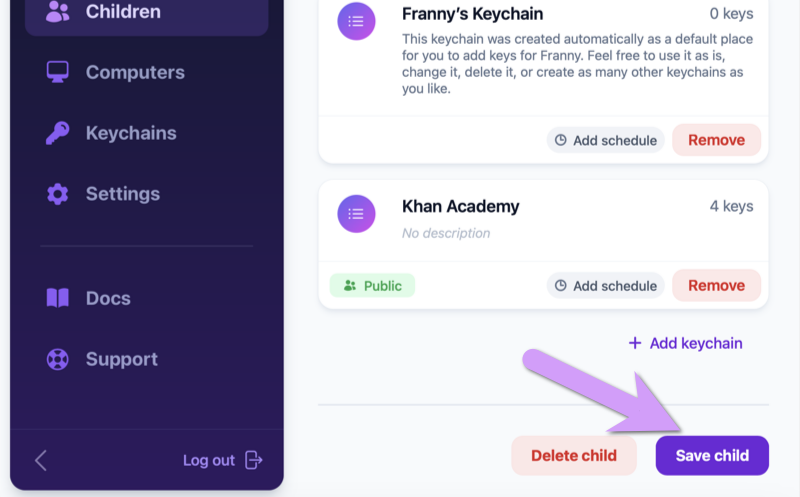 Children
Computers
Keychains
Settings
Docs
Support
Log out
Franny’s Keychain
0 keys
This keychain was created automatically as a default place
for you to add keys for Franny. Feel free to use it as is,
change it, delete it, or create as many other keychains as
you like.
Add schedule
Remove
Khan Academy
4 keys
No description
Public
Add schedule
Remove
+ Add keychain
Delete child
Save child